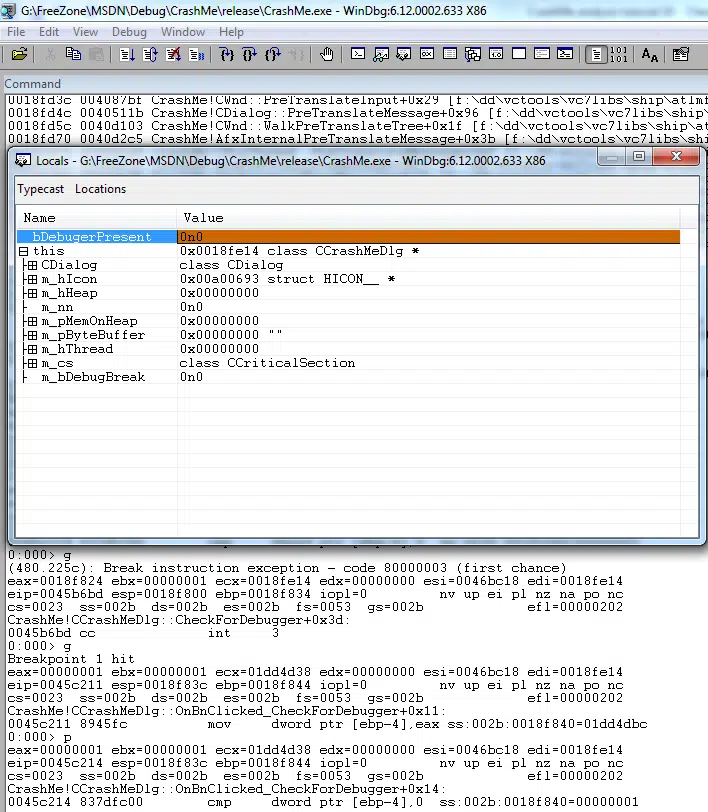 G:\FreeZone\MSDN\Debug\CrashMe\release\CrashMe.exe - WinDbg:6.12.0002.633 X86
File Edit View Debug Window Help
Command
0018fd3c 004087bf CrashMe!CWnd::PreTranslateInput+0x29 [f:\dd\vctools\vc7libs\ship\atlmf
0018fd4c 0040511b CrashMe!CDialog::PreTranslateMessage+0x96 [f:\dd\vctools\vc7libs\ship\
0018fd5c 0040d103 CrashMe!CWnd::WalkPreTranslateTree+0x1f [f:\dd\vctools\vc7libs\ship\at
0018fd70 0040d2c5 CrashMe!AfxInternalPreTranslateMessage+0x3b [f:\dd\vctools\vc7libs\shi
Locals - G:\FreeZone\MSDN\Debug\CrashMe\release\CrashMe.exe - WinDbg:6.12.0002.633 X86
Typecast Locations
Name Value
bDebugerPresent 0n0
this 0x0018fe14 class CCrashMeDlg *
CDialog class CDialog
m_hIcon 0x00a00693 struct HICON__ *
m_hHeap 0x00000000
m_nn 0n0
m_pMemOnHeap 0x00000000
m_pByteBuffer 0x00000000 ""
m_hThread 0x00000000
m_cs class CCriticalSection
m_bDebugBreak 0n0
0:000> g
(480.225c): Break instruction exception - code 80000003 (first chance)
eax=0018f824 ebx=00000001 ecx=0018fe14 edx=00000000 esi=0046bc18 edi=0018fe14
eip=0045b6bd esp=0018f800 ebp=0018f834 iopl=0 nv up ei pl nz na po nc
cs=0023 ss=002b ds=002b es=002b fs=0053 gs=002b efl=00000202
CrashMe!CCrashMeDlg::CheckForDebugger+0x3d:
0045b6bd cc int 3
0:000> g
Breakpoint 1 hit
eax=00000001 ebx=00000001 ecx=01dd4d38 edx=00000000 esi=0046bc18 edi=0018fe14
eip=0045c211 esp=0018f83c ebp=0018f844 iopl=0 nv up ei pl nz na po nc
cs=0023 ss=002b ds=002b es=002b fs=0053 gs=002b efl=00000202
CrashMe!CCrashMeDlg::OnBnClicked_CheckForDebugger+0x11:
0045c211 8945fc mov dword ptr [ebp-4],eax ss:002b:0018f840=01dd4dbc
0:000> p
eax=00000001 ebx=00000001 ecx=01dd4d38 edx=00000000 esi=0046bc18 edi=0018fe14
eip=0045c214 esp=0018f83c ebp=0018f844 iopl=0 nv up ei pl nz na po nc
cs=0023 ss=002b ds=002b es=002b fs=0053 gs=002b efl=00000202
CrashMe!CCrashMeDlg::OnBnClicked_CheckForDebugger+0x14:
0045c214 837dfc00 cmp dword ptr [ebp-4],0 ss:002b:0018f840=00000001